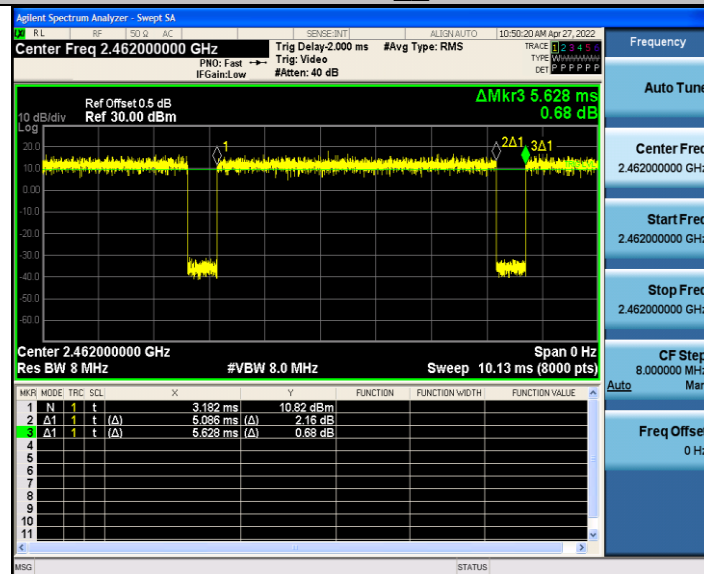 Agilent Spectrum Analyzer - Swept SA
LXI RL RF 50 Ω AC SENSE:INT ALIGN AUTO 10:50:20 AM Apr 27, 2022
Center Freq 2.462000000 GHz
PNO: Fast
IFGain:Low
Trig Delay-2.000 ms
Trig: Video
#Atten: 40 dB
#Avg Type: RMS
TRACE 1 2 3 4 5 6
TYPE WWWWWW
DET P P P P P P
Ref Offset 0.5 dB
10 dB/div Ref 30.00 dBm
Log
ΔMkr3 5.628 ms
0.68 dB
20.0
10.0
0.00
-10.0
-20.0
-30.0
-40.0
-50.0
-60.0
1
2Δ1
3Δ1
Center 2.462000000 GHz Span 0 Hz
Res BW 8 MHz #VBW 8.0 MHz Sweep 10.13 ms (8000 pts)
MKR MODE TRC SCL X Y FUNCTION FUNCTION WIDTH FUNCTION VALUE
1 N 1 t 3.182 ms 10.82 dBm
2 Δ1 1 t (Δ) 5.086 ms (Δ) 2.16 dB
3 Δ1 1 t (Δ) 5.628 ms (Δ) 0.68 dB
4
5
6
7
8
9
10
11
MSG STATUS
Frequency
Auto Tune
Center Freq
2.462000000 GHz
Start Freq
2.462000000 GHz
Stop Freq
2.462000000 GHz
CF Step
8.000000 MHz
Auto Man
Freq Offset
0 Hz